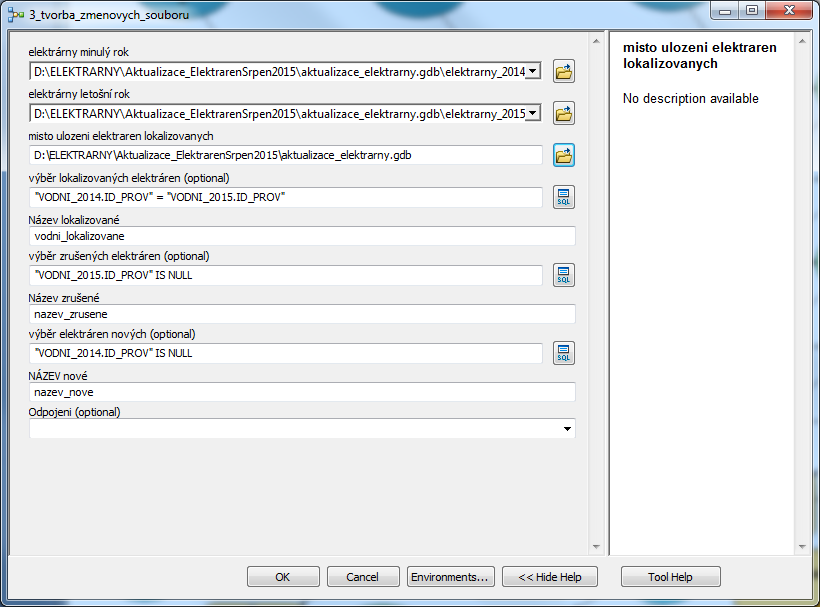 3_tvorba_zmenovych_souboru
elektrárny minulý rok
D:\ELEKTRARNY\Aktualizace_ElektrarenSrpen2015\aktualizace_elektrarny.gdb\elektrarny_2014
elektrárny letošní rok
D:\ELEKTRARNY\Aktualizace_ElektrarenSrpen2015\aktualizace_elektrarny.gdb\elektrarny_2015
misto ulozeni elektraren lokalizovanych
D:\ELEKTRARNY\Aktualizace_ElektrarenSrpen2015\aktualizace_elektrarny.gdb
výběr lokalizovaných elektráren (optional)
"VODNI_2014.ID_PROV" = "VODNI_2015.ID_PROV"
SQL
Název lokalizované
vodni_lokalizovane
výběr zrušených elektráren (optional)
"VODNI_2015.ID_PROV" IS NULL
SQL
Název zrušené
nazev_zrusene
výběr elektráren nových (optional)
"VODNI_2014.ID_PROV" IS NULL
SQL
NÁZEV nové
nazev_nove
Odpojeni (optional)
OK
Cancel
Environments...
<< Hide Help
misto ulozeni elektraren
lokalizovanych
No description available
Tool Help